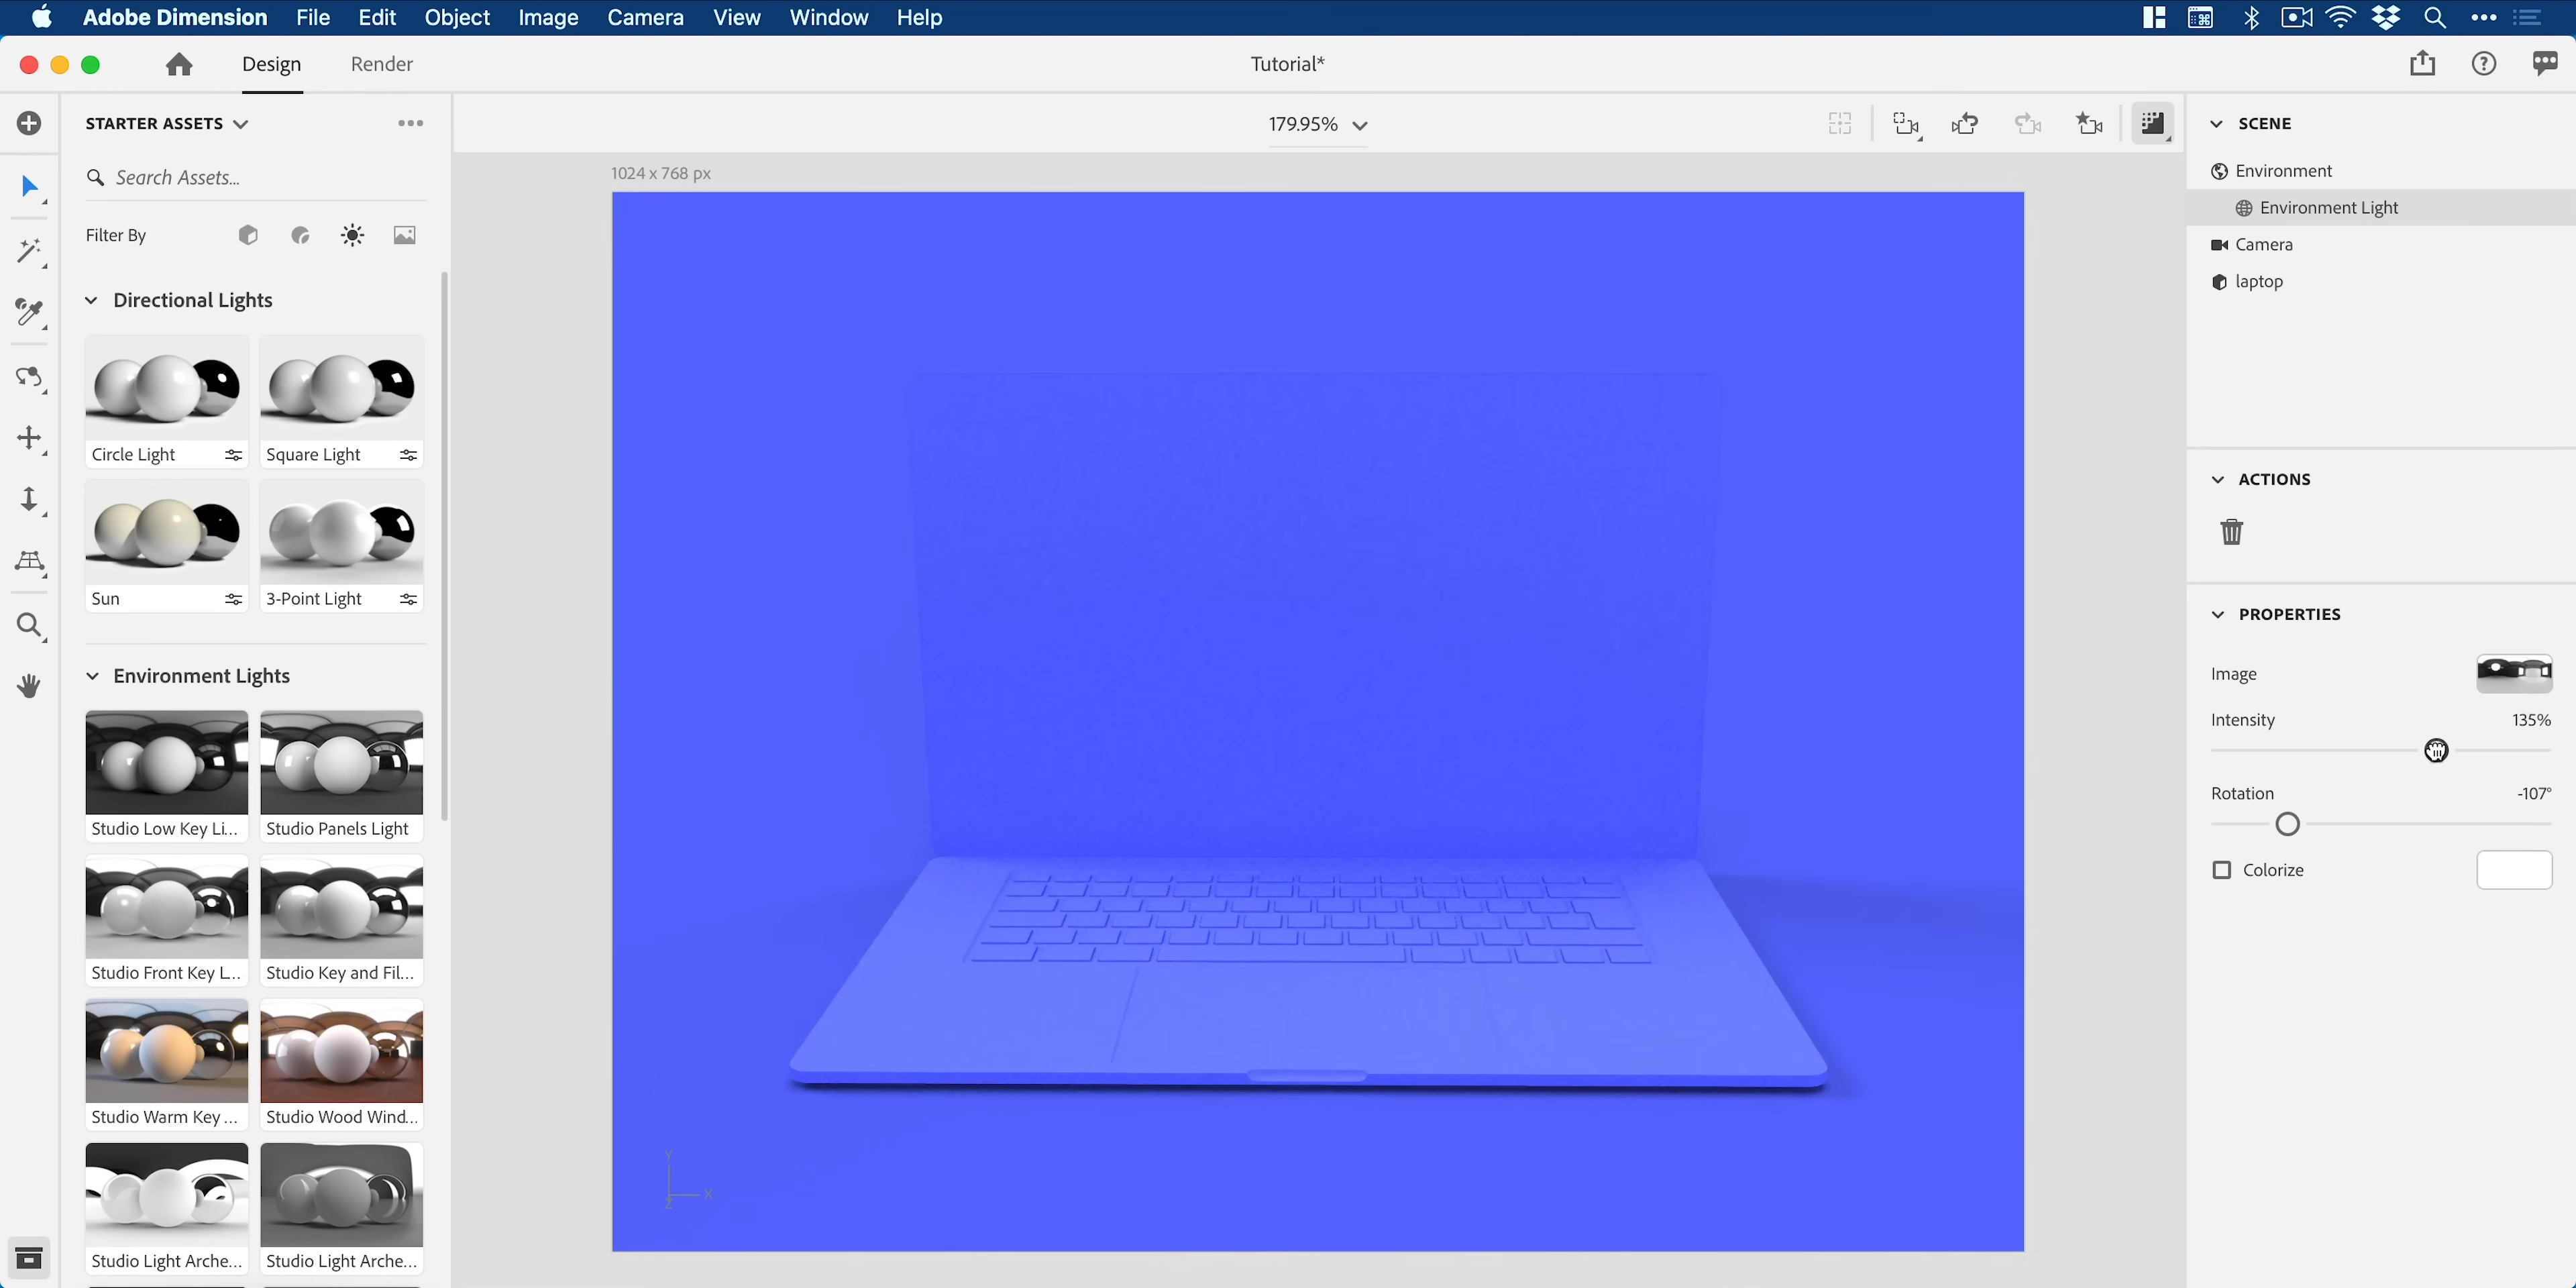 Adobe Dimension File Edit Object Image Camera View Window Help
Design Render Tutorial*
STARTER ASSETS
Search Assets...
Filter By
Directional Lights
Circle Light Square Light
Sun 3-Point Light
Environment Lights
Studio Low Key Li... Studio Panels Light
Studio Front Key L... Studio Key and Fil...
Studio Warm Key ... Studio Wood Wind...
Studio Light Arche... Studio Light Arche...
179.95%
1024 x 768 px
Y
X
Z
SCENE
Environment
Environment Light
Camera
laptop
ACTIONS
PROPERTIES
Image
Intensity 135%
Rotation -107°
Colorize